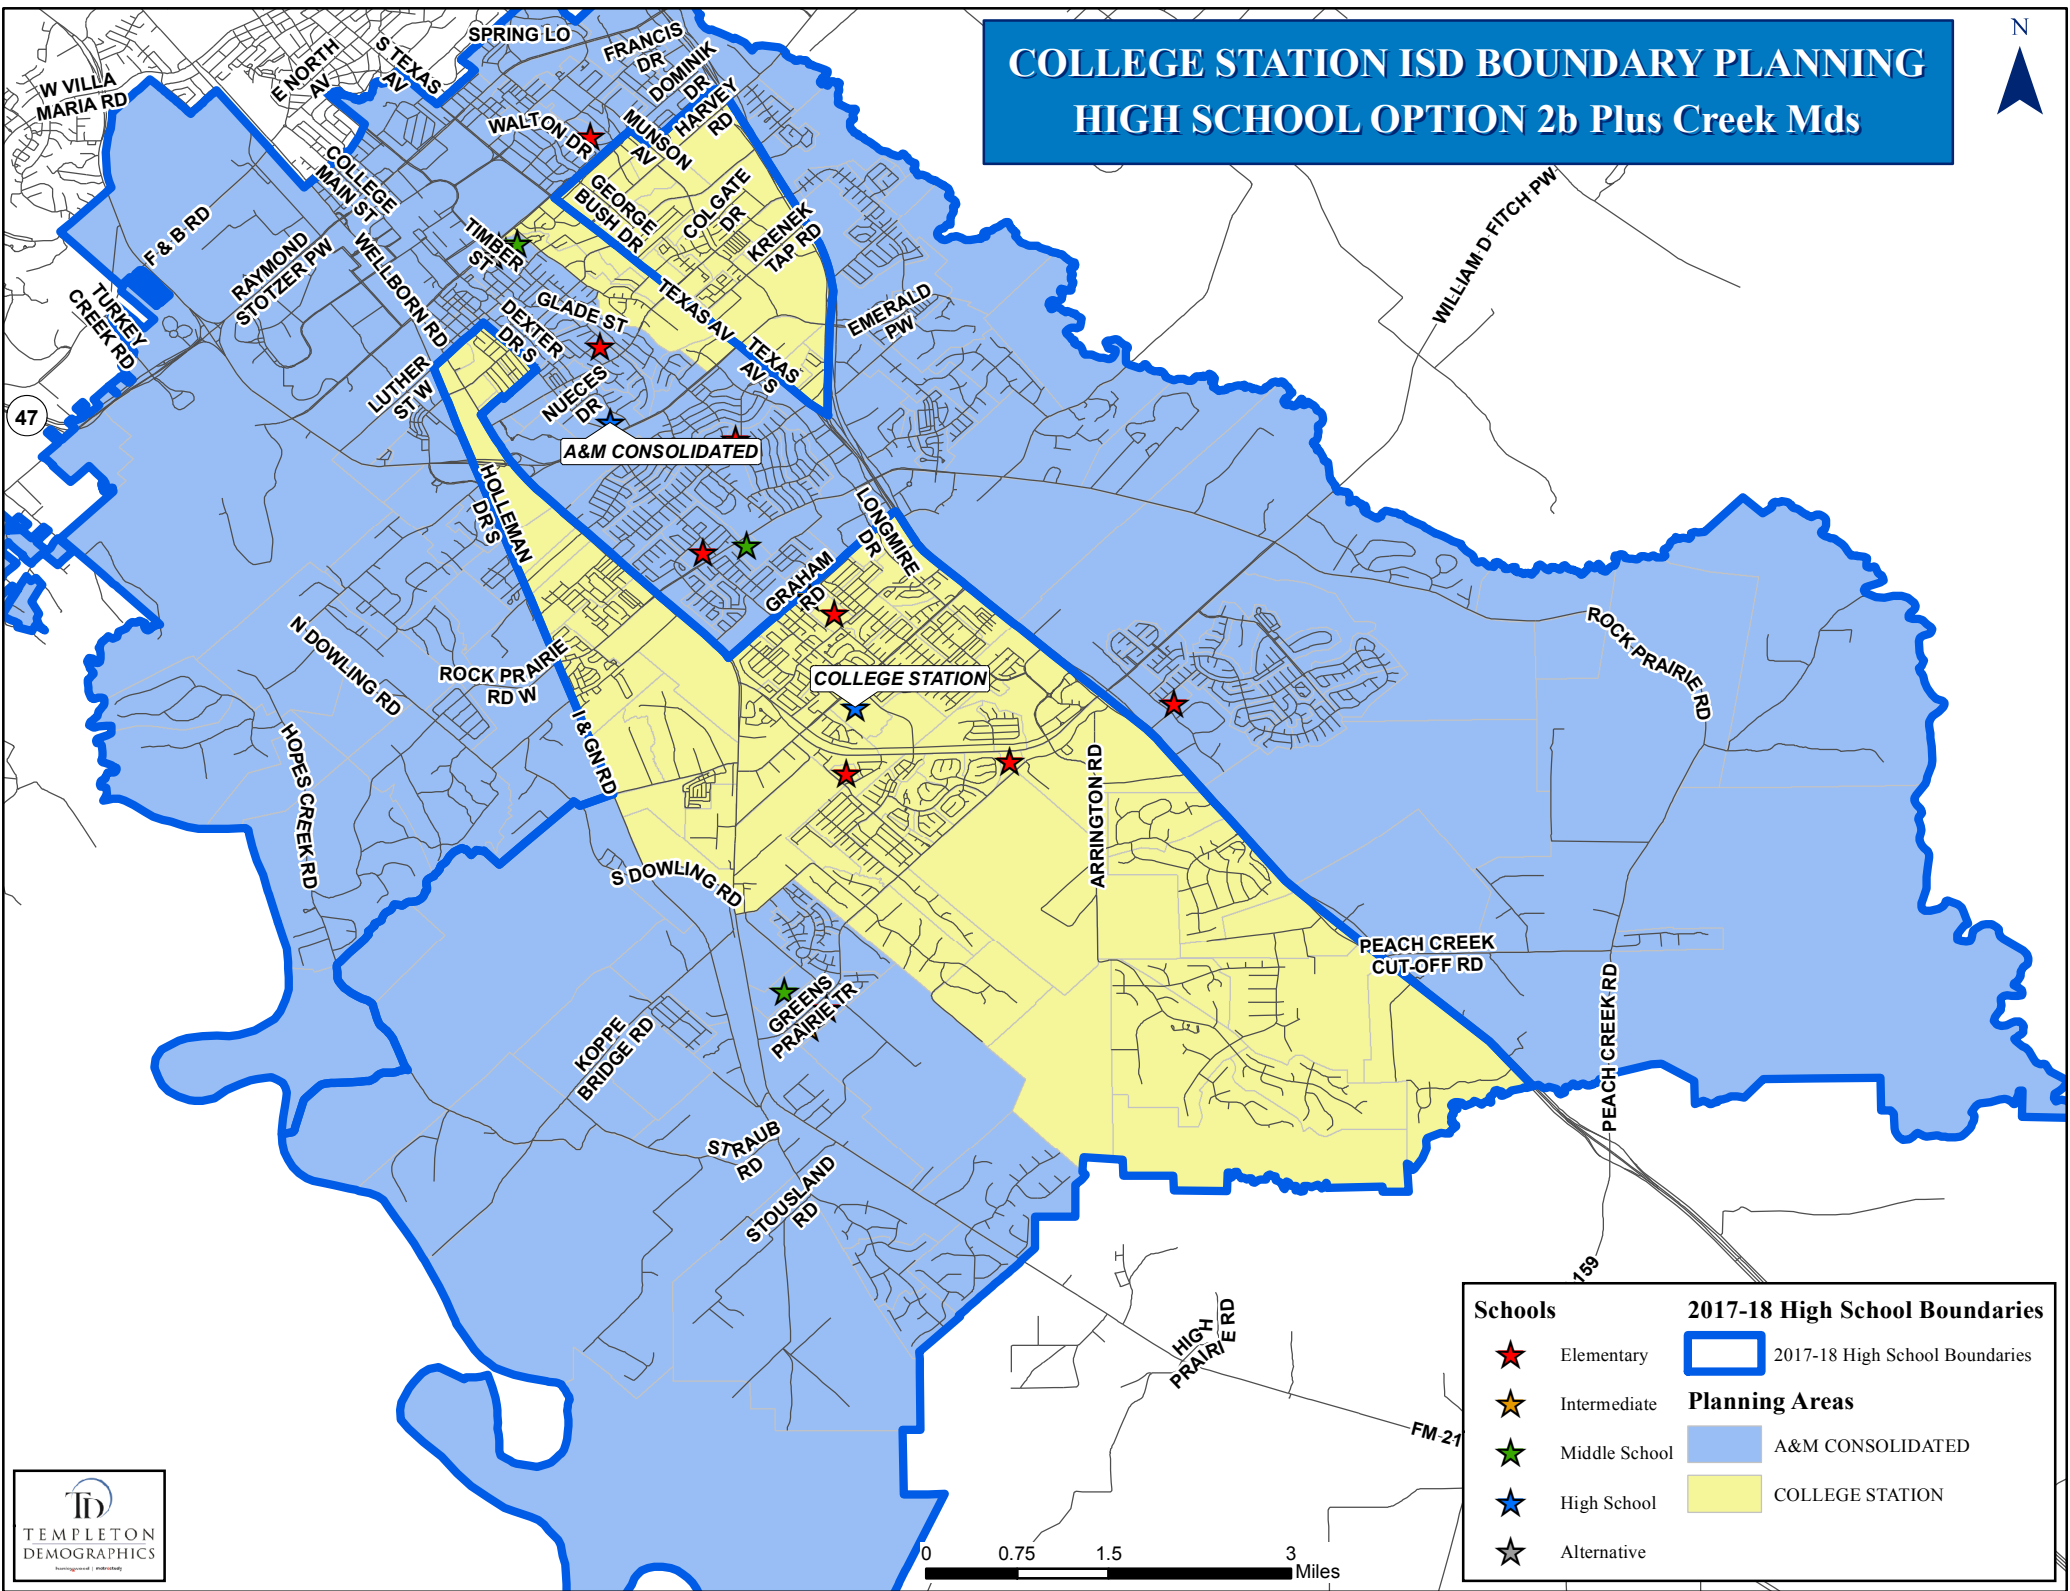 COLLEGE STATION ISD BOUNDARY PLANNING
HIGH SCHOOL OPTION 2b Plus Creek Mds
N
SPRING LO
FRANCIS
DR
DOMINIK
DR
HARVEY
RD
S TEXAS
AV
E NORTH
AV
W VILLA
MARIA RD
WALTON DR
MUNSON
AV
COLLEGE
MAIN ST
GEORGE
BUSH DR
COLGATE
DR
KRENEK
TAP RD
F & B RD
RAYMOND
STOTZER PW
WELLBORN RD
TIMBER
ST
TURKEY
CREEK RD
GLADE ST
DEXTER
DR S
TEXAS AV
TEXAS
AV S
EMERALD
PW
WILLIAM D FITCH PW
LUTHER
ST W
NUECES
DR
47
A&M CONSOLIDATED
HOLLEMAN
DR S
LONGMIRE
DR
GRAHAM
RD
N DOWLING RD
ROCK PRAIRIE
RD W
COLLEGE STATION
ROCK PRAIRIE RD
I & GN RD
HOPES CREEK RD
ARRINGTON RD
S DOWLING RD
PEACH CREEK
CUT-OFF RD
GREENS
PRAIRIE TR
KOPPE
BRIDGE RD
PEACH CREEK RD
STRAUB
RD
STOUSLAND
RD
159
HIGH
PRAIRIE RD
FM-21
Schools
Elementary
Intermediate
Middle School
High School
Alternative
2017-18 High School Boundaries
2017-18 High School Boundaries
Planning Areas
A&M CONSOLIDATED
COLLEGE STATION
TD
TEMPLETON
DEMOGRAPHICS
0 0.75 1.5 3
Miles